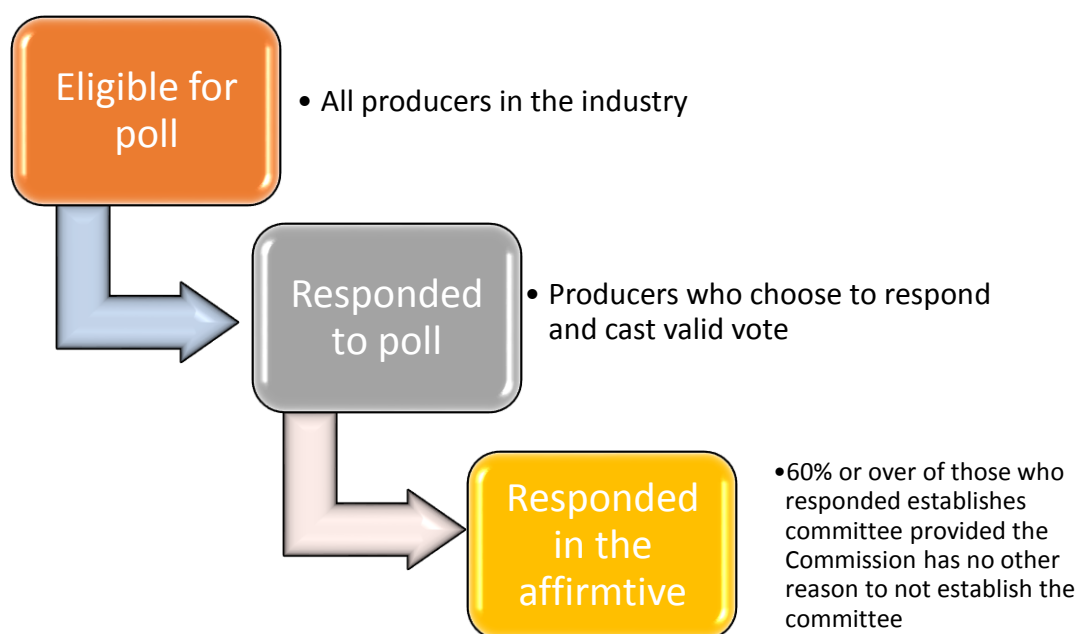 Eligible for
poll
• All producers in the industry
Responded
to poll
• Producers who choose to respond
and cast valid vote
Responded
in the
affirmtive
•60% or over of those who
responded establishes
committee provided the
Commission has no other
reason to not establish the
committee